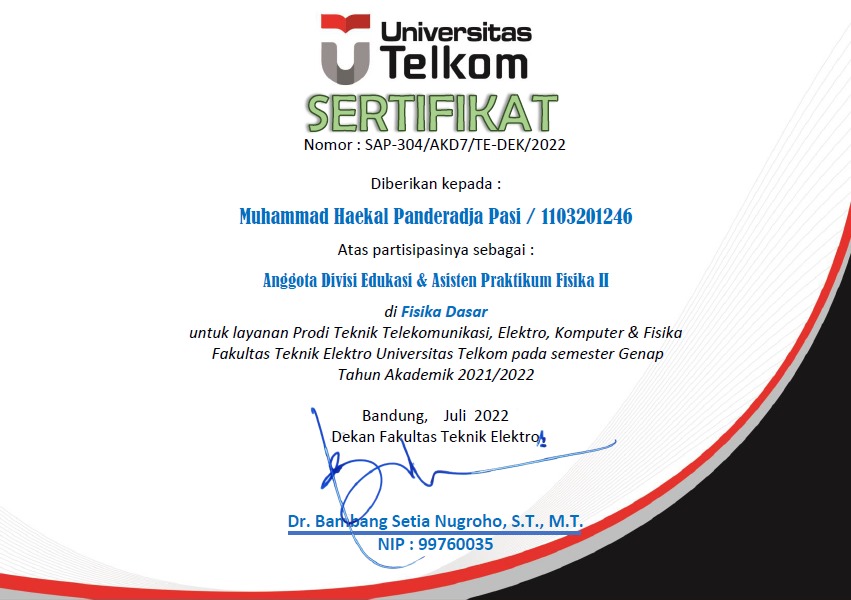 Universitas
Telkom
SERTIFIKAT
Nomor : SAP-304/AKD7/TE-DEK/2022
Diberikan kepada :
Muhammad Haekal Panderadja Pasi / 1103201246
Atas partisipasinya sebagai :
Anggota Divisi Edukasi & Asisten Praktikum Fisika II
di Fisika Dasar
untuk layanan Prodi Teknik Telekomunikasi, Elektro, Komputer & Fisika
Fakultas Teknik Elektro Universitas Telkom pada semester Genap
Tahun Akademik 2021/2022
Bandung, Juli 2022
Dekan Fakultas Teknik Elektro
Dr. Bambang Setia Nugroho, S.T., M.T.
NIP : 99760035